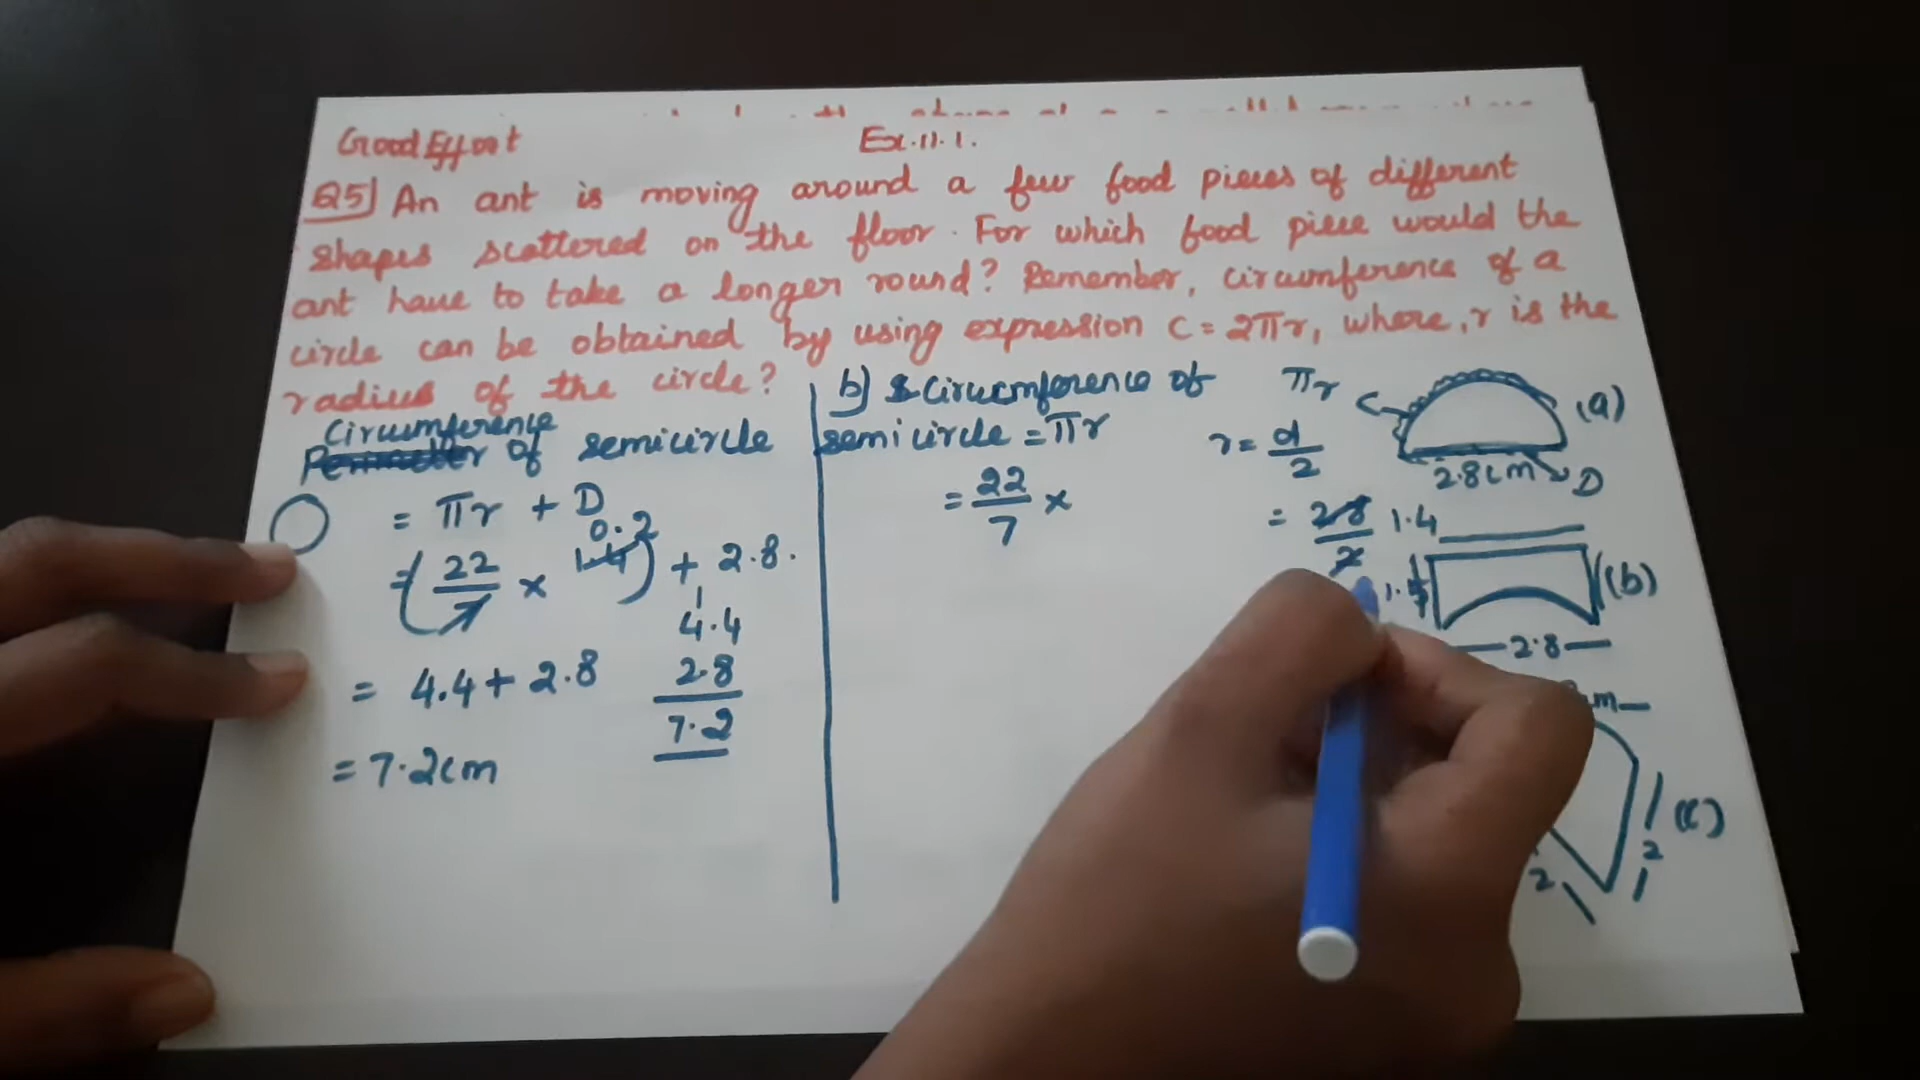 Good Effort
Ex.11.1.
Q5) An ant is moving around a few food pieces of different
shapes scattered on the floor. For which food piece would the
ant have to take a longer round? Remember, circumference of a
circle can be obtained by using expression C = 2πr, where, r is the
radius of the circle?
Circumference
of semicircle
= πr + D
0.2
= (22/7 × 1.4) + 2.8.
= 4.4 + 2.8
= 7.2cm
1
4.4
2.8
7.2
b) Cirucmference of
semicircle = πr
= 22/7 ×
πr
r = d/2
= 2.8/2 1.4
C
(a)
2.8cm
D
(b)
2.8
m
(c)
2
2